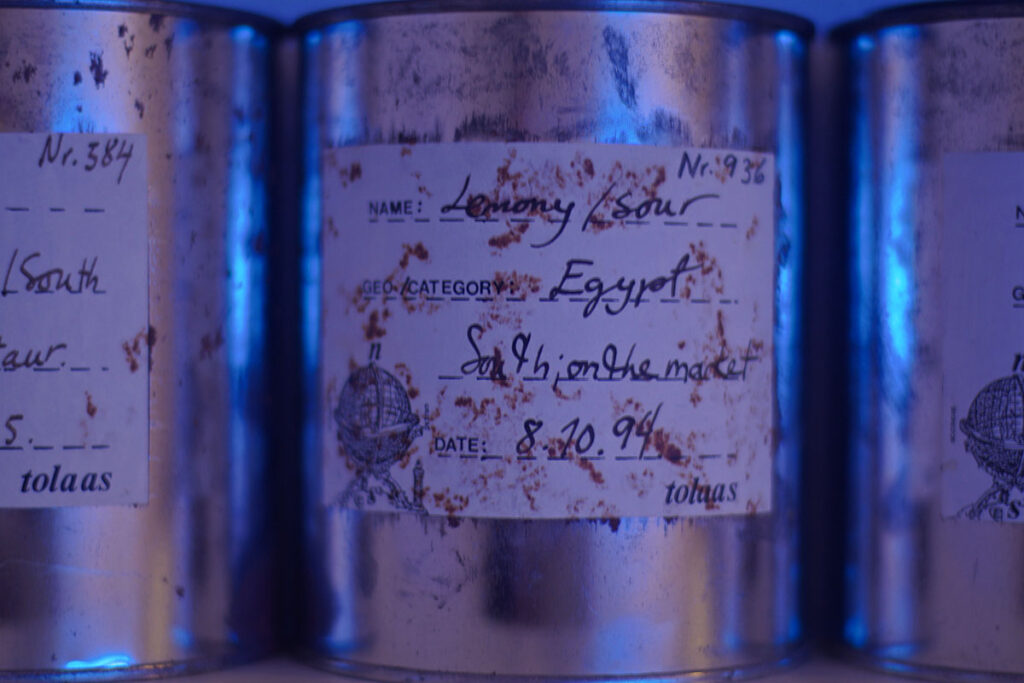 Nr. 384
/South
taur.
5.
tolaas
Nr. 936
NAME: Lemony/sour
GEO/CATEGORY: Egypt
South; on the market
DATE: 8.10.94
tolaas
n
s
N
G
n
s